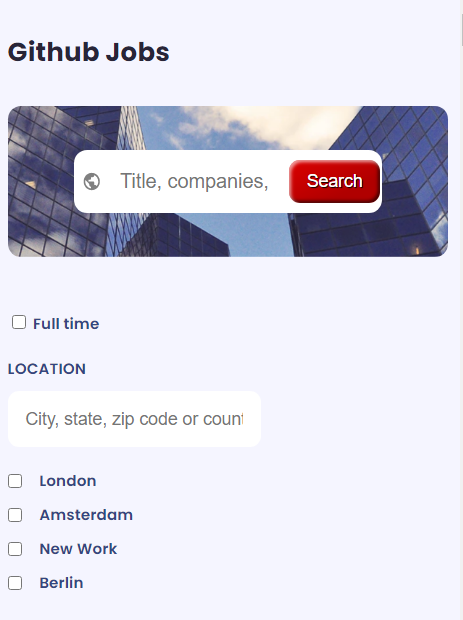 Github Jobs
Title, companies,
Search
Full time
LOCATION
City, state, zip code or count
London
Amsterdam
New Work
Berlin